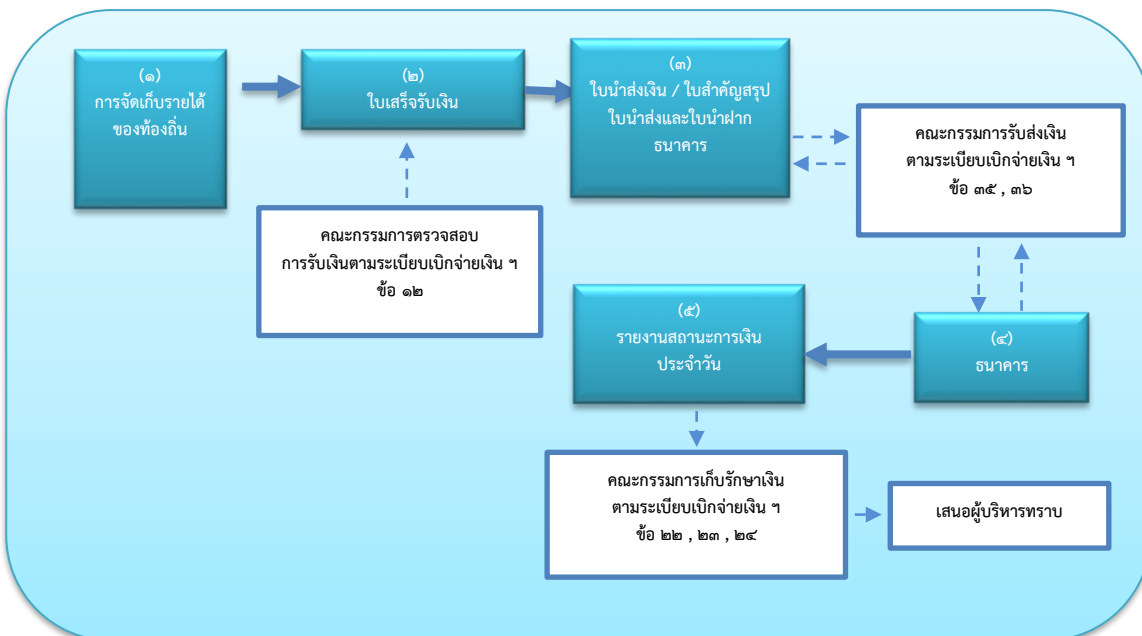 (๑)
การจัดเก็บรายได้
ของท้องถิ่น
(๒)
ใบเสร็จรับเงิน
(๓)
ใบนำส่งเงิน / ใบสำคัญสรุป
ใบนำส่งและใบนำฝาก
ธนาคาร
คณะกรรมการรับส่งเงิน
ตามระเบียบเบิกจ่ายเงิน ฯ
ข้อ ๓๕ , ๓๖
คณะกรรมการตรวจสอบ
การรับเงินตามระเบียบเบิกจ่ายเงิน ฯ
ข้อ ๑๒
(๔)
ธนาคาร
(๕)
รายงานสถานะการเงิน
ประจำวัน
คณะกรรมการเก็บรักษาเงิน
ตามระเบียบเบิกจ่ายเงิน ฯ
ข้อ ๒๒ , ๒๓ , ๒๔
เสนอผู้บริหารทราบ